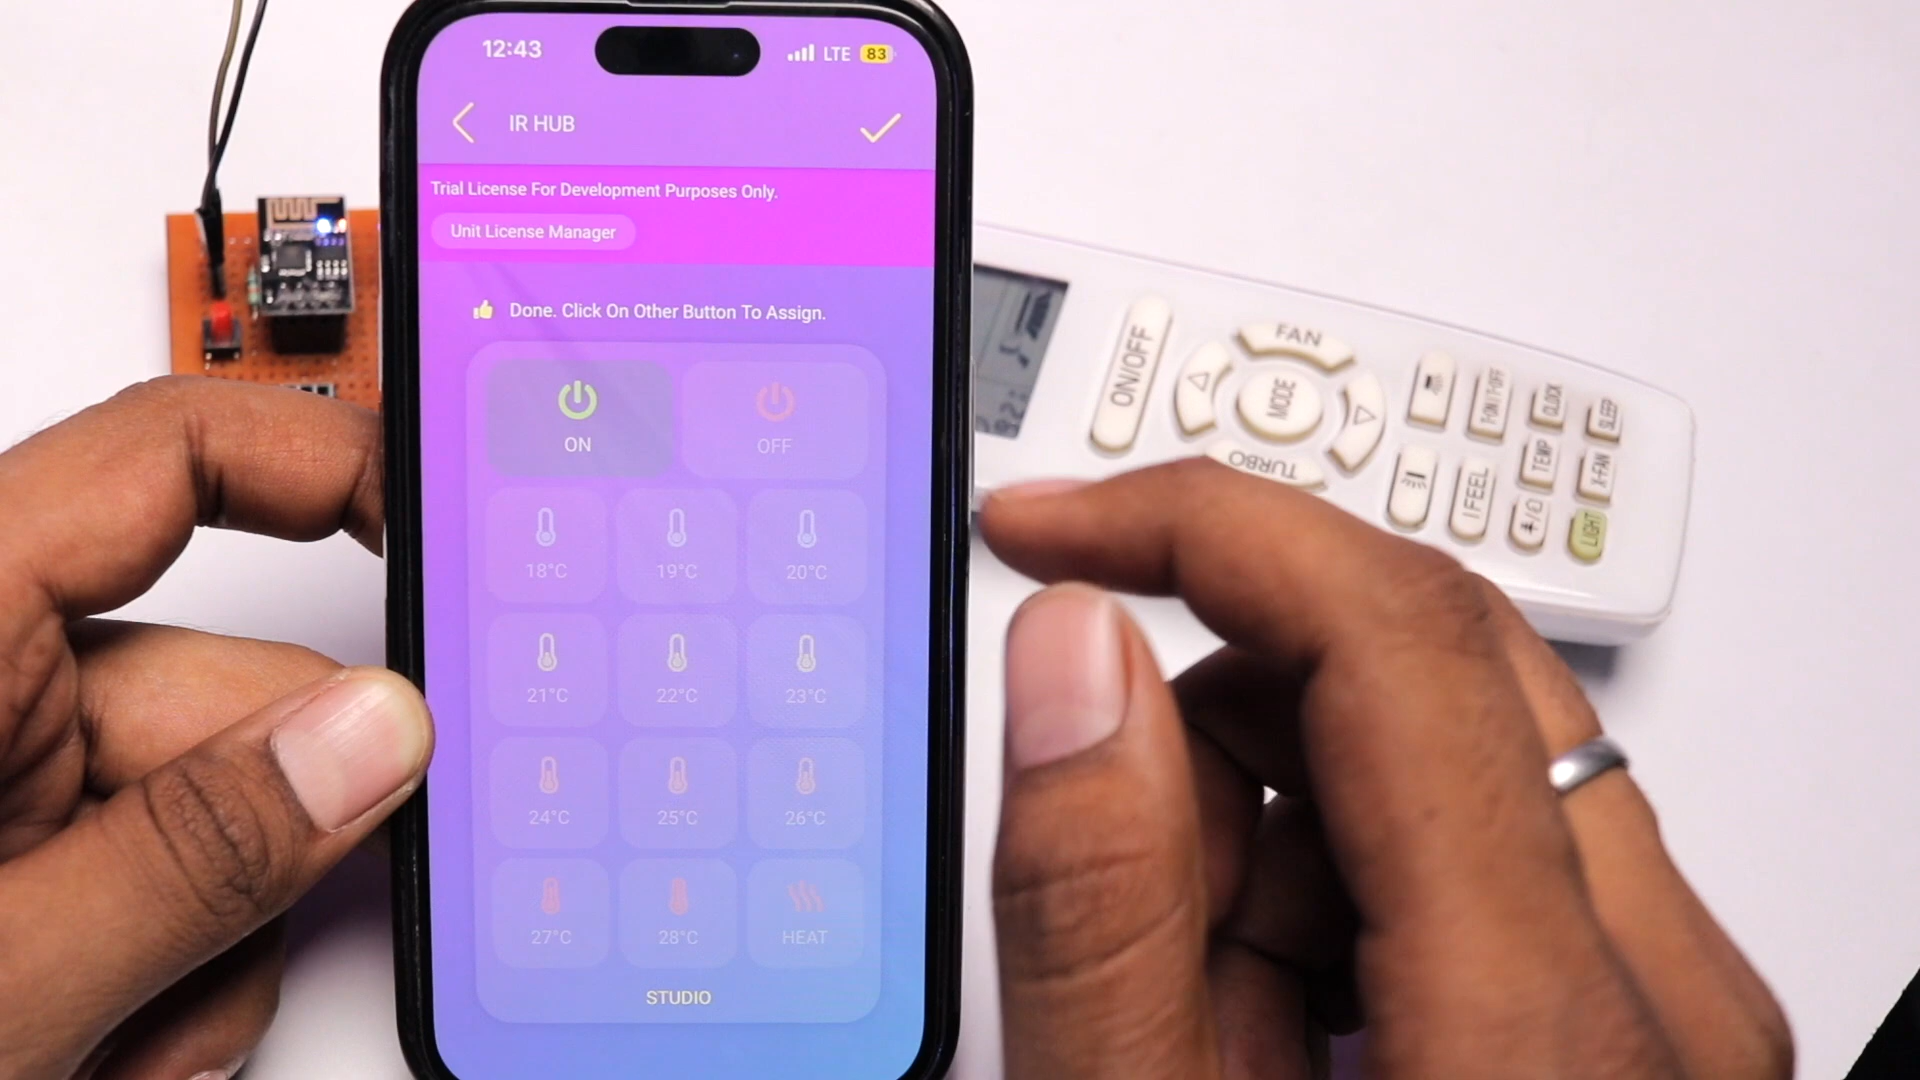 12:43
LTE 83
IR HUB
Trial License For Development Purposes Only.
Unit License Manager
Done. Click On Other Button To Assign.
ON
OFF
18°C
19°C
20°C
21°C
22°C
23°C
24°C
25°C
26°C
27°C
28°C
HEAT
STUDIO
ON/OFF
FAN
MODE
TURBO
I FEEL
T-ON/T-OFF
CLOCK
SLEEP
TEMP
X-FAN
LIGHT